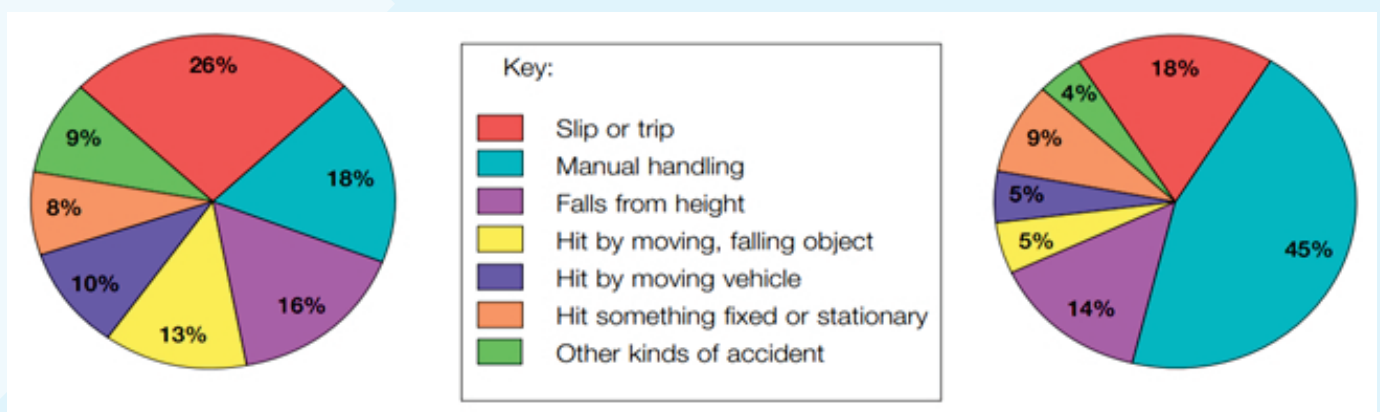 26%
18%
16%
13%
10%
8%
9%
Key:
Slip or trip
Manual handling
Falls from height
Hit by moving, falling object
Hit by moving vehicle
Hit something fixed or stationary
Other kinds of accident
18%
45%
14%
5%
5%
9%
4%